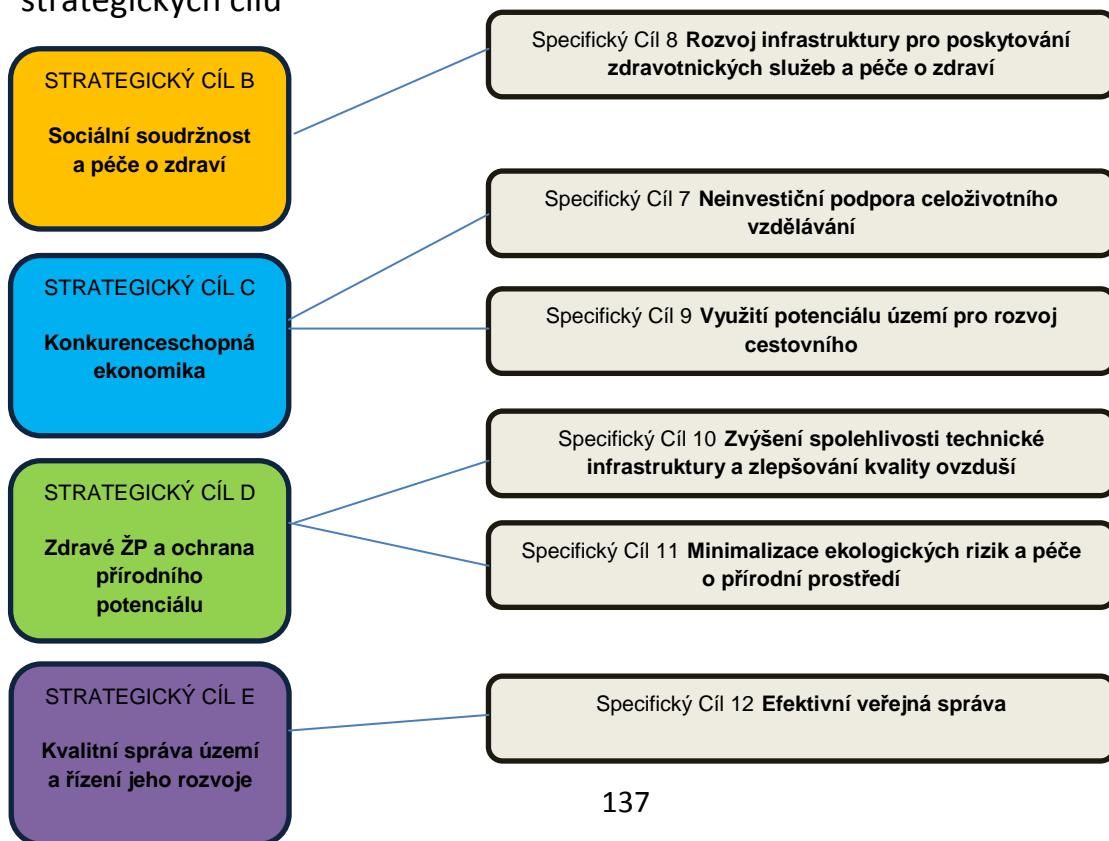 strategických cílů
STRATEGICKÝ CÍL B
Sociální soudržnost
a péče o zdraví
Specifický Cíl 8 Rozvoj infrastruktury pro poskytování
zdravotnických služeb a péče o zdraví
STRATEGICKÝ CÍL C
Konkurenceschopná
ekonomika
Specifický Cíl 7 Neinvestiční podpora celoživotního
vzdělávání
Specifický Cíl 9 Využití potenciálu území pro rozvoj
cestovního
STRATEGICKÝ CÍL D
Zdravé ŽP a ochrana
přírodního
potenciálu
Specifický Cíl 10 Zvýšení spolehlivosti technické
infrastruktury a zlepšování kvality ovzduší
Specifický Cíl 11 Minimalizace ekologických rizik a péče
o přírodní prostředí
STRATEGICKÝ CÍL E
Kvalitní správa území
a řízení jeho rozvoje
Specifický Cíl 12 Efektivní veřejná správa
137